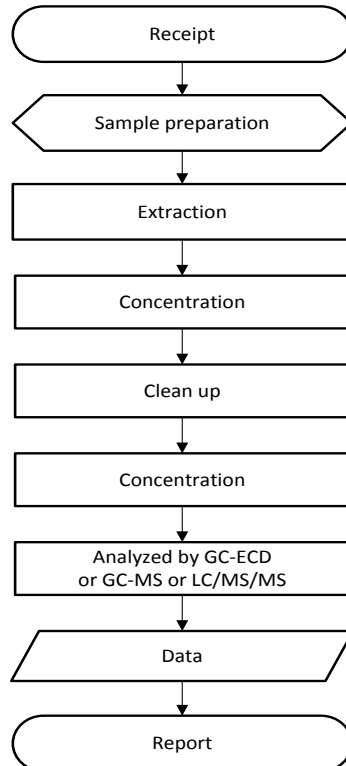 Receipt
Sample preparation
Extraction
Concentration
Clean up
Concentration
Analyzed by GC-ECD
or GC-MS or LC/MS/MS
Data
Report